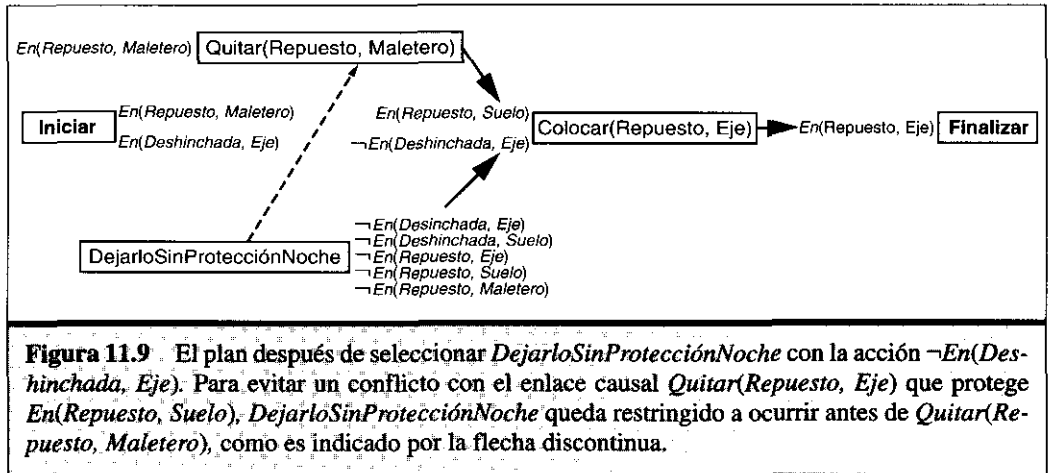 En(Repuesto, Maletero) Quitar(Repuesto, Maletero)
Iniciar
En(Repuesto, Maletero)
En(Deshinchada, Eje)
En(Repuesto, Suelo)
¬En(Deshinchada, Eje)
Colocar(Repuesto, Eje)
En(Repuesto, Eje) Finalizar
DejarloSinProtecciónNoche
¬En(Desinchada, Eje)
¬En(Deshinchada, Suelo)
¬En(Repuesto, Eje)
¬En(Repuesto, Suelo)
¬En(Repuesto, Maletero)
Figura 11.9 El plan después de seleccionar DejarloSinProtecciónNoche con la acción ¬En(Des-
hinchada, Eje). Para evitar un conflicto con el enlace causal Quitar(Repuesto, Eje) que protege
En(Repuesto, Suelo), DejarloSinProtecciónNoche queda restringido a ocurrir antes de Quitar(Re-
puesto, Maletero), como es indicado por la flecha discontinua.